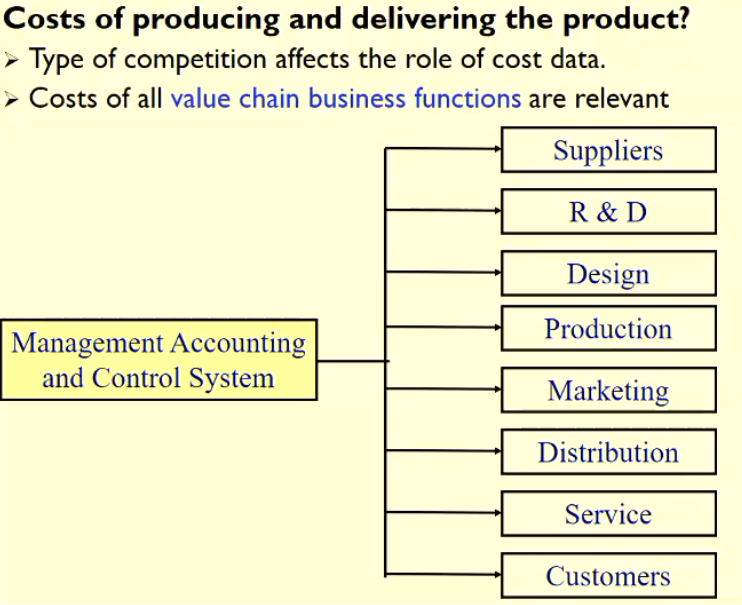 Costs of producing and delivering the product?
➢ Type of competition affects the role of cost data.
➢ Costs of all value chain business functions are relevant
Suppliers
R & D
Design
Production
Management Accounting
and Control System
Marketing
Distribution
Service
Customers